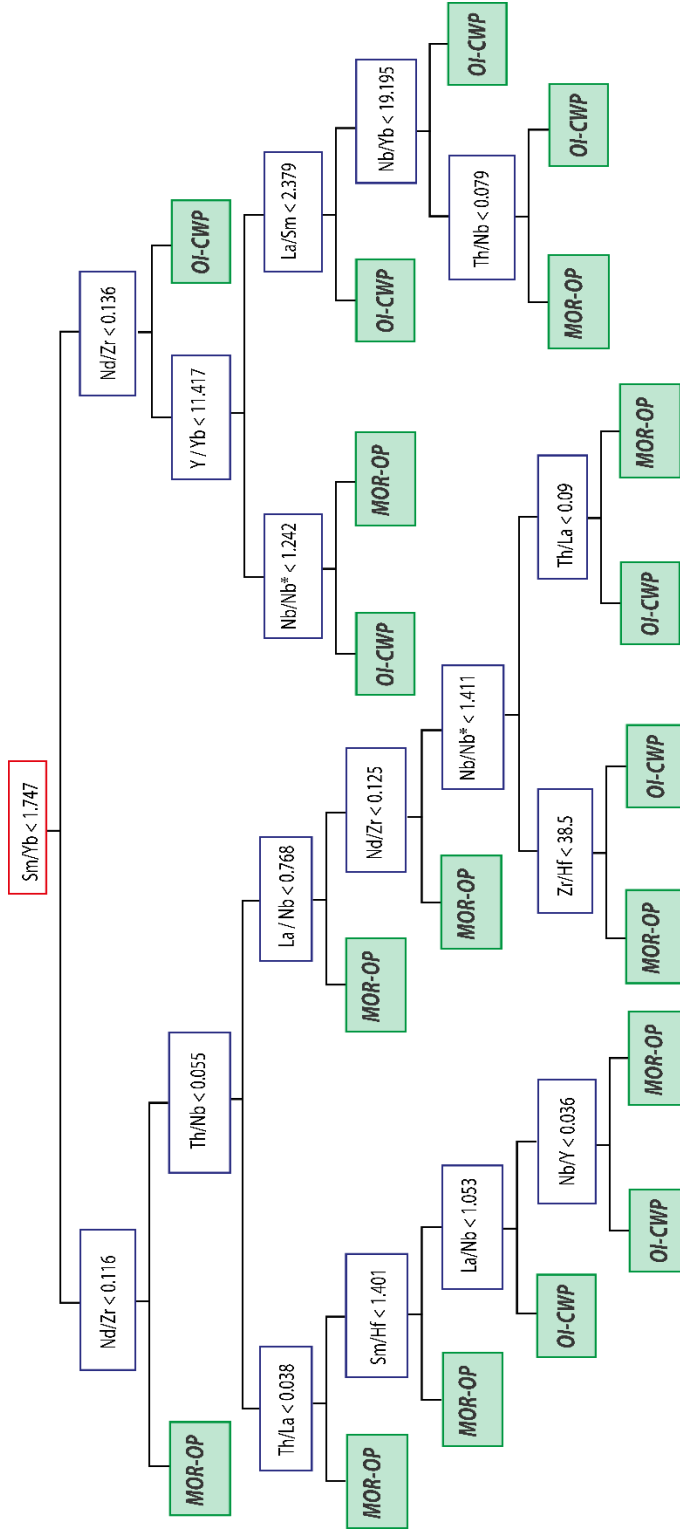 Sm/Yb < 1.747
Nd/Zr < 0.116
Nd/Zr < 0.136
MOR-OP
Th/Nb < 0.055
Y / Yb < 11.417
OI-CWP
Th/La < 0.038
La / Nb < 0.768
Nb/Nb* < 1.242
La/Sm < 2.379
MOR-OP
Sm/Hf < 1.401
MOR-OP
Nd/Zr < 0.125
OI-CWP
MOR-OP
OI-CWP
Nb/Yb < 19.195
MOR-OP
La/Nb < 1.053
MOR-OP
Nb/Nb* < 1.411
Th/Nb < 0.079
OI-CWP
OI-CWP
Nb/Y < 0.036
Zr/Hf < 38.5
Th/La < 0.09
MOR-OP
OI-CWP
OI-CWP
MOR-OP
MOR-OP
OI-CWP
OI-CWP
MOR-OP